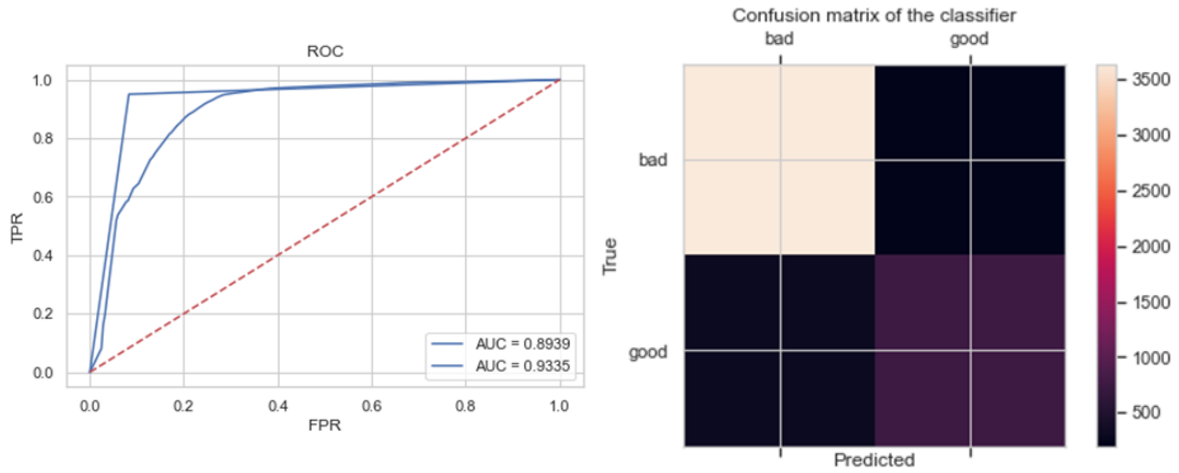 ROC
1.0
0.8
0.6
0.4
0.2
0.0
TPR
0.0 0.2 0.4 0.6 0.8 1.0
FPR
AUC = 0.8939
AUC = 0.9335
Confusion matrix of the classifier
bad good
bad
good
True
Predicted
3500
3000
2500
2000
1500
1000
500